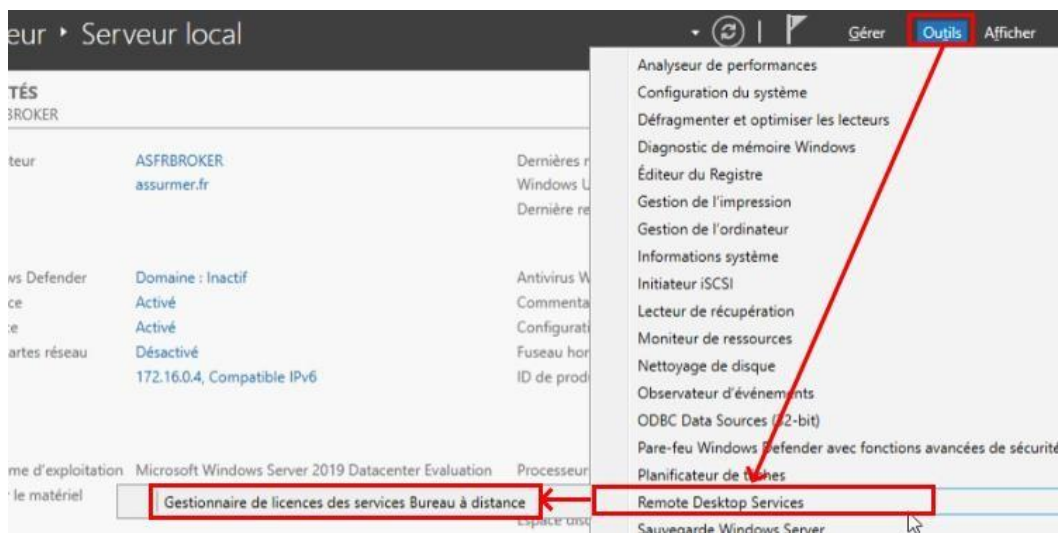 eur ‣ Serveur local
Gérer Outils Afficher
TÉS
BROKER
teur ASFRBROKER Dernières r
assurmer.fr Windows U
Dernière re
ws Defender Domaine : Inactif Antivirus W
ce Activé Commenta
te Activé Configurati
artes réseau Désactivé Fuseau hor
172.16.0.4, Compatible IPv6 ID de prod
me d'exploitation Microsoft Windows Server 2019 Datacenter Evaluation Processeur
r le matériel
Espace disq
Analyseur de performances
Configuration du système
Défragmenter et optimiser les lecteurs
Diagnostic de mémoire Windows
Éditeur du Registre
Gestion de l'impression
Gestion de l'ordinateur
Informations système
Initiateur iSCSI
Lecteur de récupération
Moniteur de ressources
Nettoyage de disque
Observateur d'événements
ODBC Data Sources (32-bit)
Pare-feu Windows Defender avec fonctions avancées de sécurité
Planificateur de tâches
Remote Desktop Services
Gestionnaire de licences des services Bureau à distance
Sauvegarde Windows Server